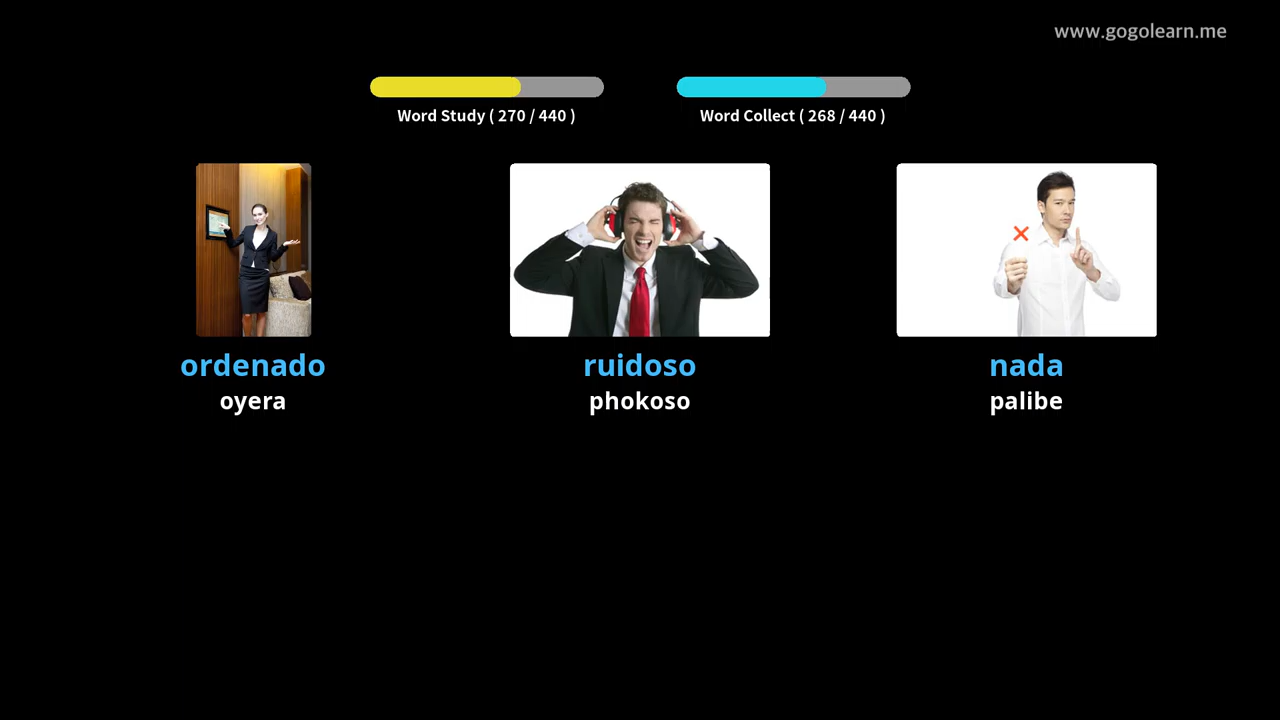 www.gogolearn.me
Word Study ( 270 / 440 )
Word Collect ( 268 / 440 )
ordenado
oyera
ruidoso
phokoso
nada
palibe